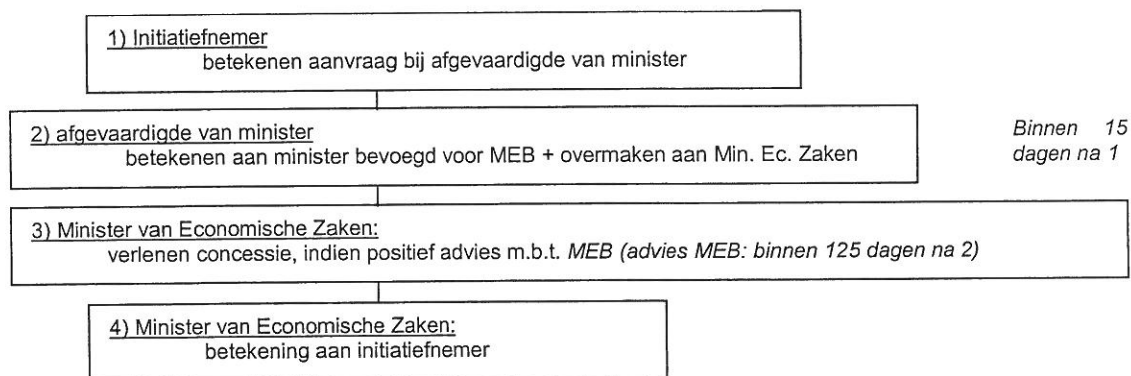 1) Initiatiefnemer
betekenen aanvraag bij afgevaardigde van minister
2) afgevaardigde van minister
betekenen aan minister bevoegd voor MEB + overmaken aan Min. Ec. Zaken
Binnen 15
dagen na 1
3) Minister van Economische Zaken:
verlenen concessie, indien positief advies m.b.t. MEB (advies MEB: binnen 125 dagen na 2)
4) Minister van Economische Zaken:
betekening aan initiatiefnemer